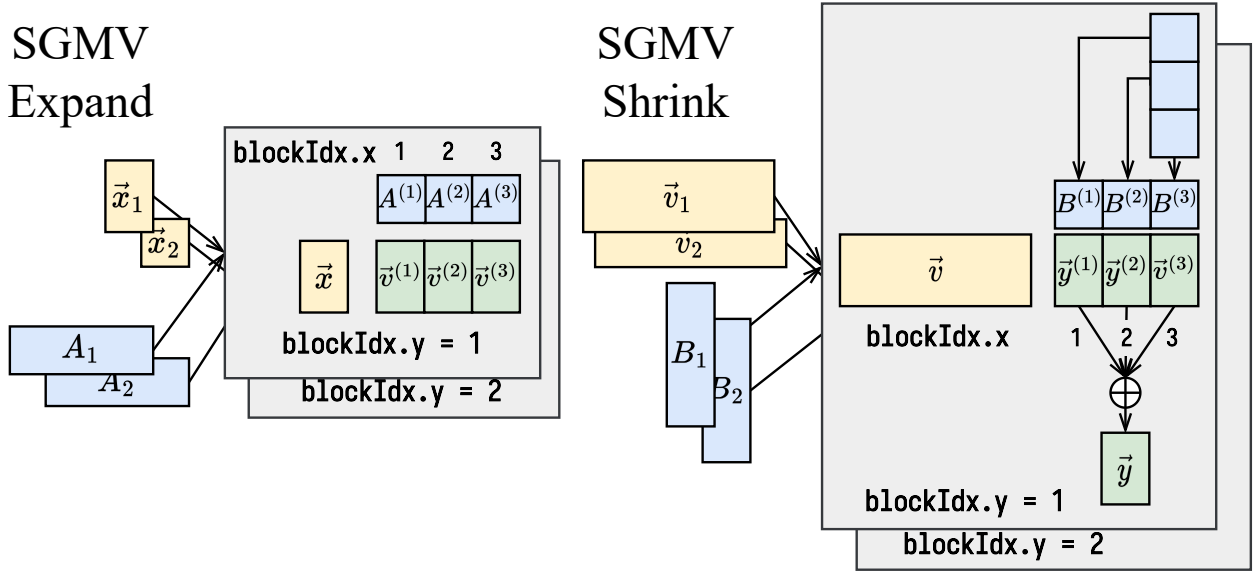 SGMV
Expand
x⃗₁
x⃗₂
A₁
A₂
blockIdx.x 1 2 3
A⁽¹⁾ A⁽²⁾ A⁽³⁾
x⃗ v⃗⁽¹⁾ v⃗⁽²⁾ v⃗⁽³⁾
blockIdx.y = 1
blockIdx.y = 2
SGMV
Shrink
v⃗₁
v₂
B₁
B₂
B⁽¹⁾ B⁽²⁾ B⁽³⁾
v⃗ y⃗⁽¹⁾ y⃗⁽²⁾ v⃗⁽³⁾
blockIdx.x 1 2 3
y⃗
blockIdx.y = 1
blockIdx.y = 2